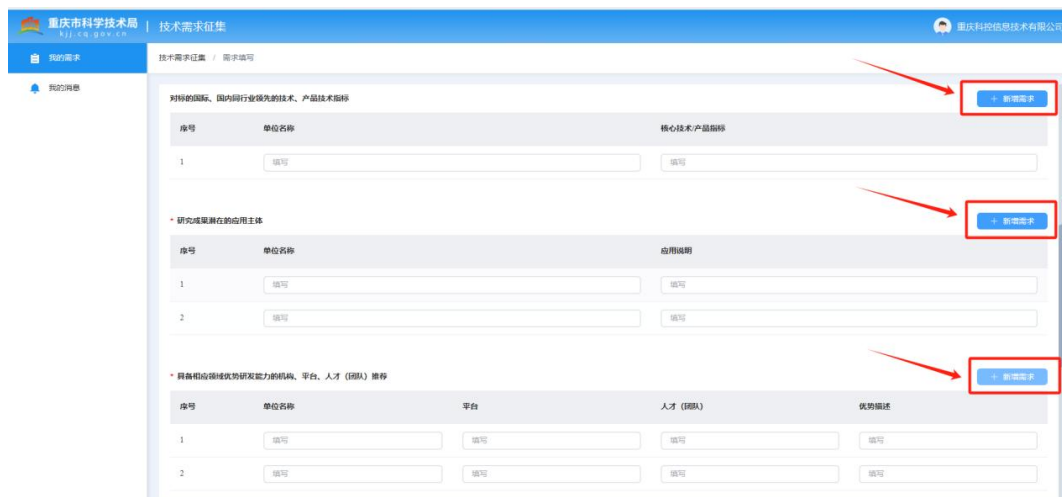 重庆市科学技术局 | 技术需求征集
kjj.cq.gov.cn
重庆科控信息技术有限公司
我的需求
技术需求征集 / 需求填写
我的消息
对标的国际、国内同行业领先的技术、产品技术指标
+ 新增需求
序号 单位名称 核心技术/产品指标
1 填写 填写
* 研究成果潜在的应用主体
+ 新增需求
序号 单位名称 应用说明
1 填写 填写
2 填写 填写
* 具备相应领域优势研发能力的机构、平台、人才（团队）推荐
+ 新增需求
序号 单位名称 平台 人才（团队） 优势描述
1 填写 填写 填写 填写
2 填写 填写 填写 填写